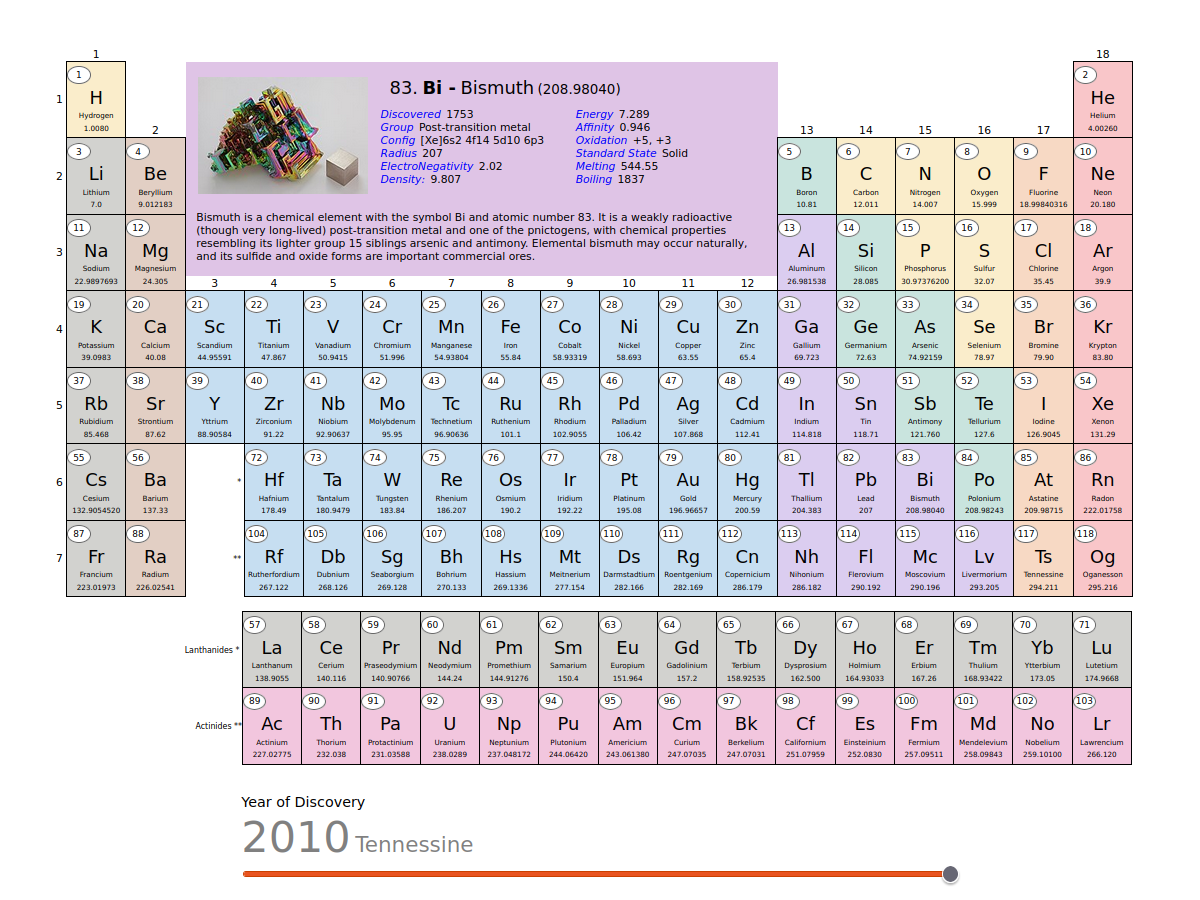 1 18
1 2
H He
Hydrogen Helium
1.0080 4.00260
1
83. Bi - Bismuth (208.98040)
Discovered 1753 Energy 7.289
Group Post-transition metal Affinity 0.946
Config [Xe]6s2 4f14 5d10 6p3 Oxidation +5, +3
Radius 207 Standard State Solid
ElectroNegativity 2.02 Melting 544.55
Density: 9.807 Boiling 1837
Bismuth is a chemical element with the symbol Bi and atomic number 83. It is a weakly radioactive
(though very long-lived) post-transition metal and one of the pnictogens, with chemical properties
resembling its lighter group 15 siblings arsenic and antimony. Elemental bismuth may occur naturally,
and its sulfide and oxide forms are important commercial ores.
2 13 14 15 16 17
3 4 5 6 7 8 9 10
2 Li Be B C N O F Ne
Lithium Beryllium Boron Carbon Nitrogen Oxygen Fluorine Neon
7.0 9.012183 10.81 12.011 14.007 15.999 18.99840316 20.180
11 12 13 14 15 16 17 18
3 Na Mg Al Si P S Cl Ar
Sodium Magnesium Aluminum Silicon Phosphorus Sulfur Chlorine Argon
22.9897693 24.305 26.981538 28.085 30.97376200 32.07 35.45 39.9
3 4 5 6 7 8 9 10 11 12
19 20 21 22 23 24 25 26 27 28 29 30 31 32 33 34 35 36
4 K Ca Sc Ti V Cr Mn Fe Co Ni Cu Zn Ga Ge As Se Br Kr
Potassium Calcium Scandium Titanium Vanadium Chromium Manganese Iron Cobalt Nickel Copper Zinc Gallium Germanium Arsenic Selenium Bromine Krypton
39.0983 40.08 44.95591 47.867 50.9415 51.996 54.93804 55.84 58.93319 58.693 63.55 65.4 69.723 72.63 74.92159 78.97 79.90 83.80
37 38 39 40 41 42 43 44 45 46 47 48 49 50 51 52 53 54
5 Rb Sr Y Zr Nb Mo Tc Ru Rh Pd Ag Cd In Sn Sb Te I Xe
Rubidium Strontium Yttrium Zirconium Niobium Molybdenum Technetium Ruthenium Rhodium Palladium Silver Cadmium Indium Tin Antimony Tellurium Iodine Xenon
85.468 87.62 88.90584 91.22 92.90637 95.95 96.90636 101.1 102.9055 106.42 107.868 112.41 114.818 118.71 121.760 127.6 126.9045 131.29
55 56 72 73 74 75 76 77 78 79 80 81 82 83 84 85 86
6 Cs Ba * Hf Ta W Re Os Ir Pt Au Hg Tl Pb Bi Po At Rn
Cesium Barium Hafnium Tantalum Tungsten Rhenium Osmium Iridium Platinum Gold Mercury Thallium Lead Bismuth Polonium Astatine Radon
132.9054520 137.33 178.49 180.9479 183.84 186.207 190.2 192.22 195.08 196.96657 200.59 204.383 207 208.98040 208.98243 209.98715 222.01758
87 88 104 105 106 107 108 109 110 111 112 113 114 115 116 117 118
7 Fr Ra ** Rf Db Sg Bh Hs Mt Ds Rg Cn Nh Fl Mc Lv Ts Og
Francium Radium Rutherfordium Dubnium Seaborgium Bohrium Hassium Meitnerium Darmstadtium Roentgenium Copernicium Nihonium Flerovium Moscovium Livermorium Tennessine Oganesson
223.01973 226.02541 267.122 268.126 269.128 270.133 269.1336 277.154 282.166 282.169 286.179 286.182 290.192 290.196 293.205 294.211 295.216
57 58 59 60 61 62 63 64 65 66 67 68 69 70 71
Lanthanides * La Ce Pr Nd Pm Sm Eu Gd Tb Dy Ho Er Tm Yb Lu
Lanthanum Cerium Praseodymium Neodymium Promethium Samarium Europium Gadolinium Terbium Dysprosium Holmium Erbium Thulium Ytterbium Lutetium
138.9055 140.116 140.90766 144.24 144.91276 150.4 151.964 157.2 158.92535 162.500 164.93033 167.26 168.93422 173.05 174.9668
89 90 91 92 93 94 95 96 97 98 99 100 101 102 103
Actinides ** Ac Th Pa U Np Pu Am Cm Bk Cf Es Fm Md No Lr
Actinium Thorium Protactinium Uranium Neptunium Plutonium Americium Curium Berkelium Californium Einsteinium Fermium Mendelevium Nobelium Lawrencium
227.02775 232.038 231.03588 238.0289 237.048172 244.06420 243.061380 247.07035 247.07031 251.07959 252.0830 257.09511 258.09843 259.10100 266.120
Year of Discovery
2010 Tennessine